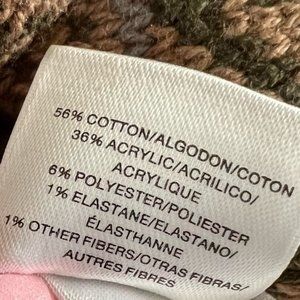 56% COTTON/ALGODON/COTON
36% ACRYLIC/ACRILICO/
ACRYLIQUE
6% POLYESTER/POLIESTER
1% ELASTANE/ELASTANO/
ÉLASTHANNE
1% OTHER FIBERS/OTRAS FIBRAS/
AUTRES FIBRES